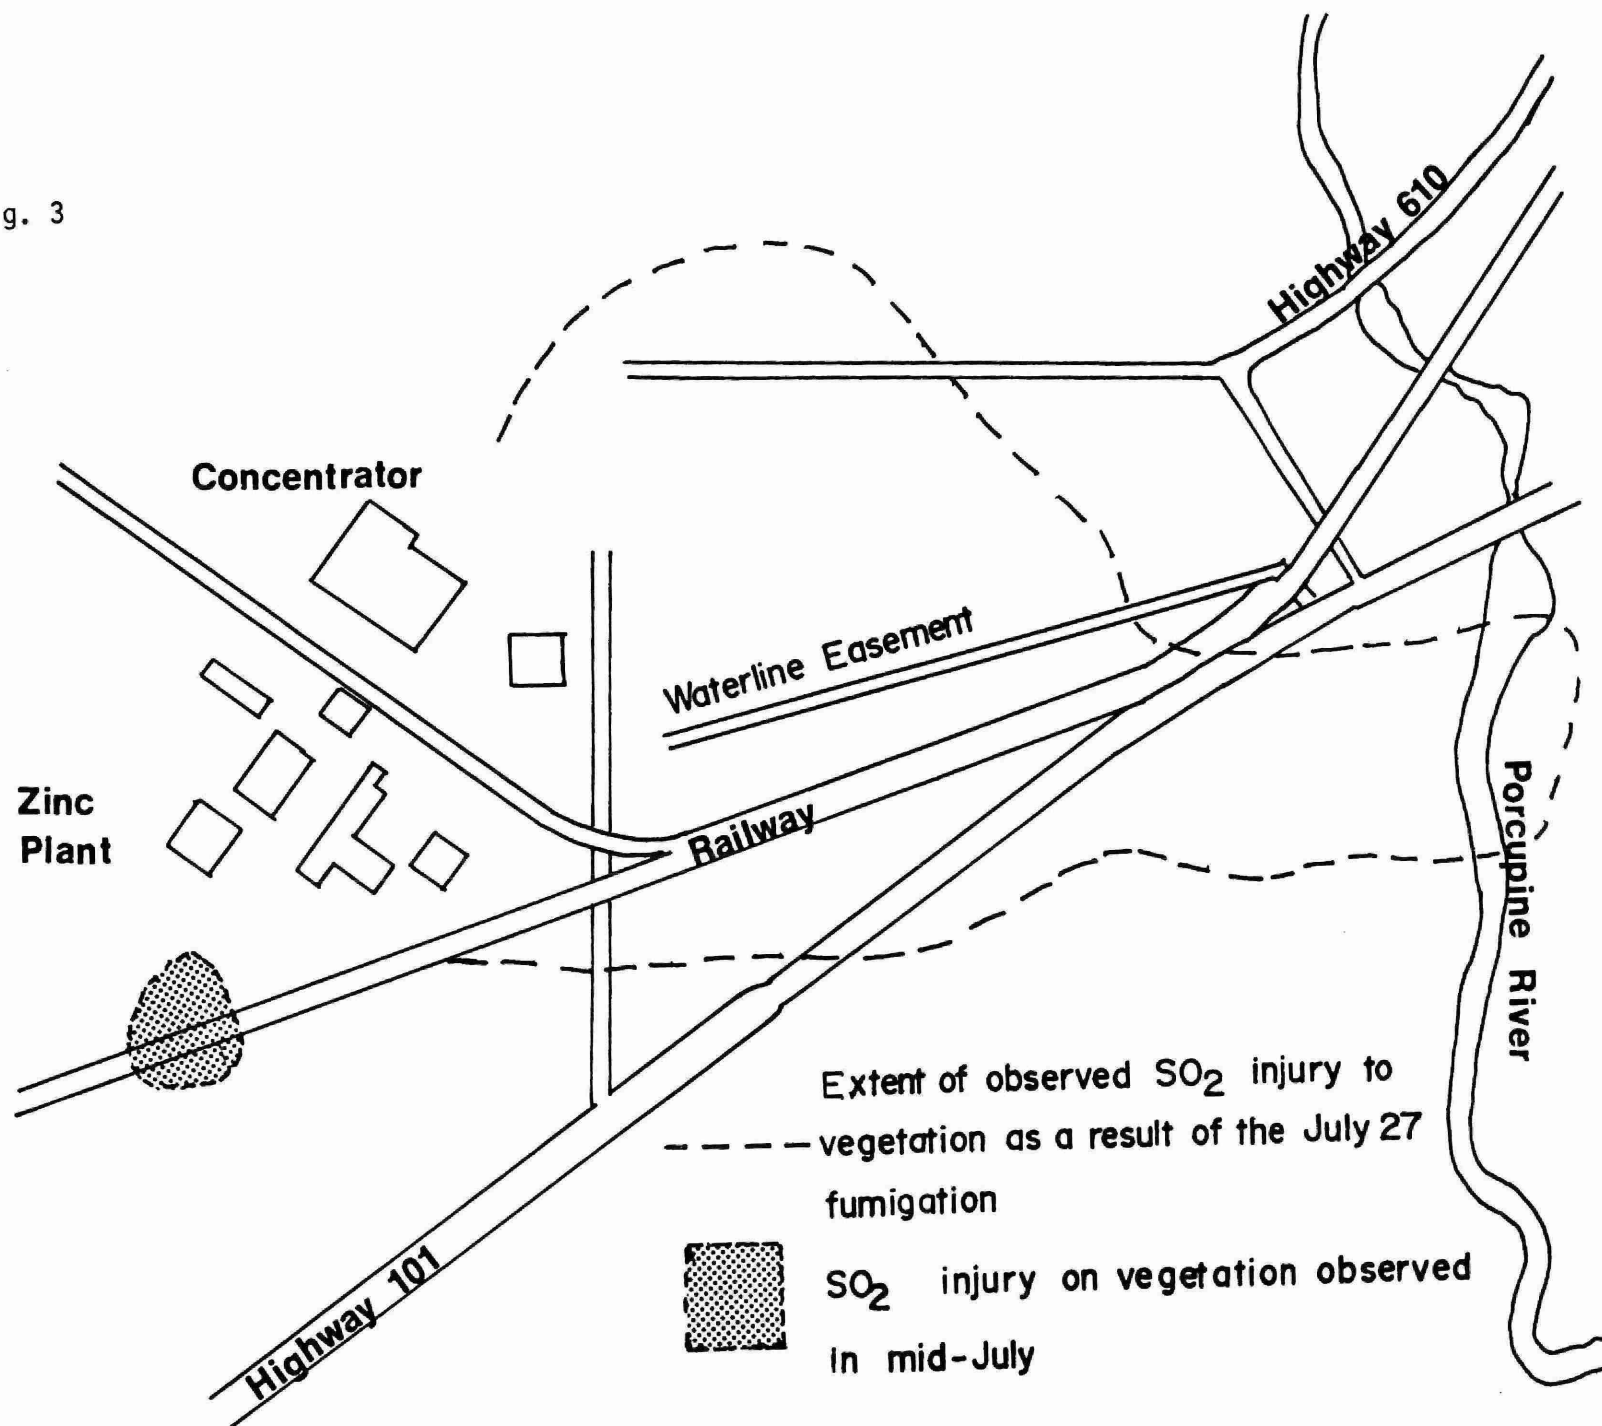 g. 3
Highway 610
Concentrator
Waterline Easement
Zinc
Plant
Railway
Porcupine River
Extent of observed SO2 injury to
vegetation as a result of the July 27
fumigation
SO2 injury on vegetation observed
in mid-July
Highway 101